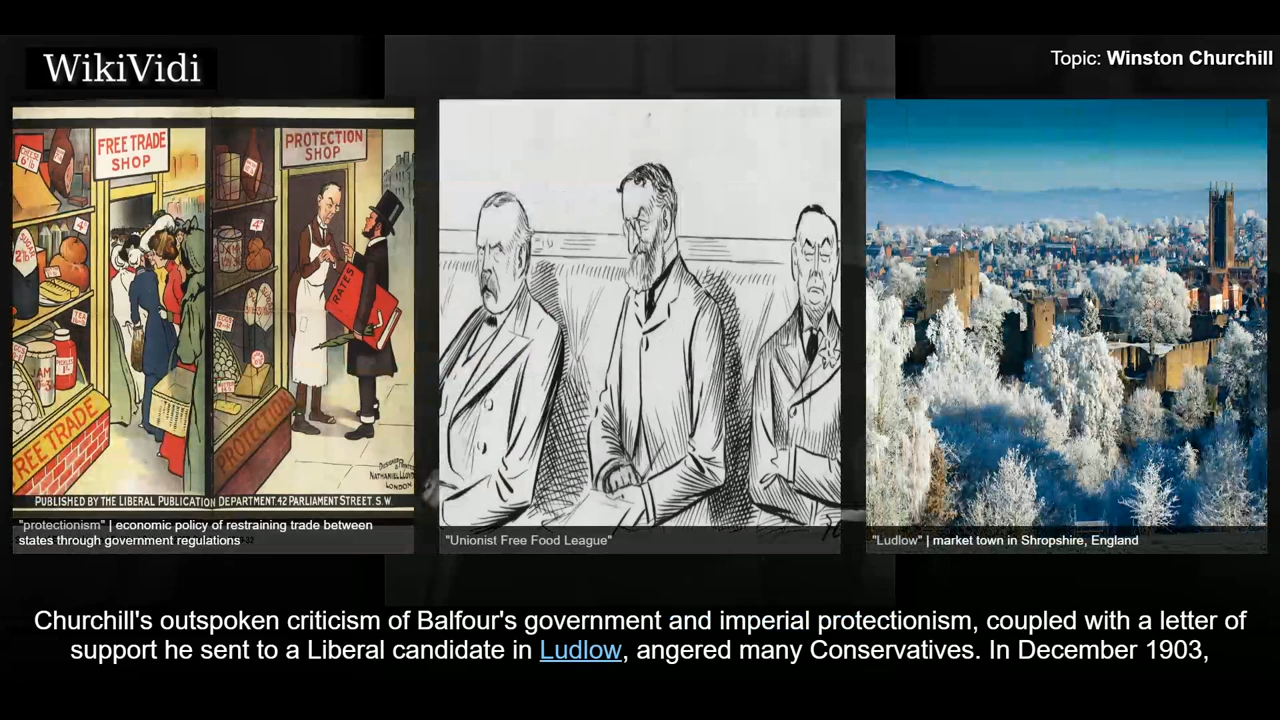 WikiVidi
Topic: Winston Churchill
FREE TRADE
SHOP
PROTECTION
SHOP
RATES
JAM
FREE TRADE
PROTECTION
NATHANIEL LLOYD
LONDON
PUBLISHED BY THE LIBERAL PUBLICATION DEPARTMENT. 42 PARLIAMENT STREET. S.W
"protectionism" | economic policy of restraining trade between
states through government regulations
"Unionist Free Food League"
"Ludlow" | market town in Shropshire, England
Churchill's outspoken criticism of Balfour's government and imperial protectionism, coupled with a letter of
support he sent to a Liberal candidate in Ludlow, angered many Conservatives. In December 1903,